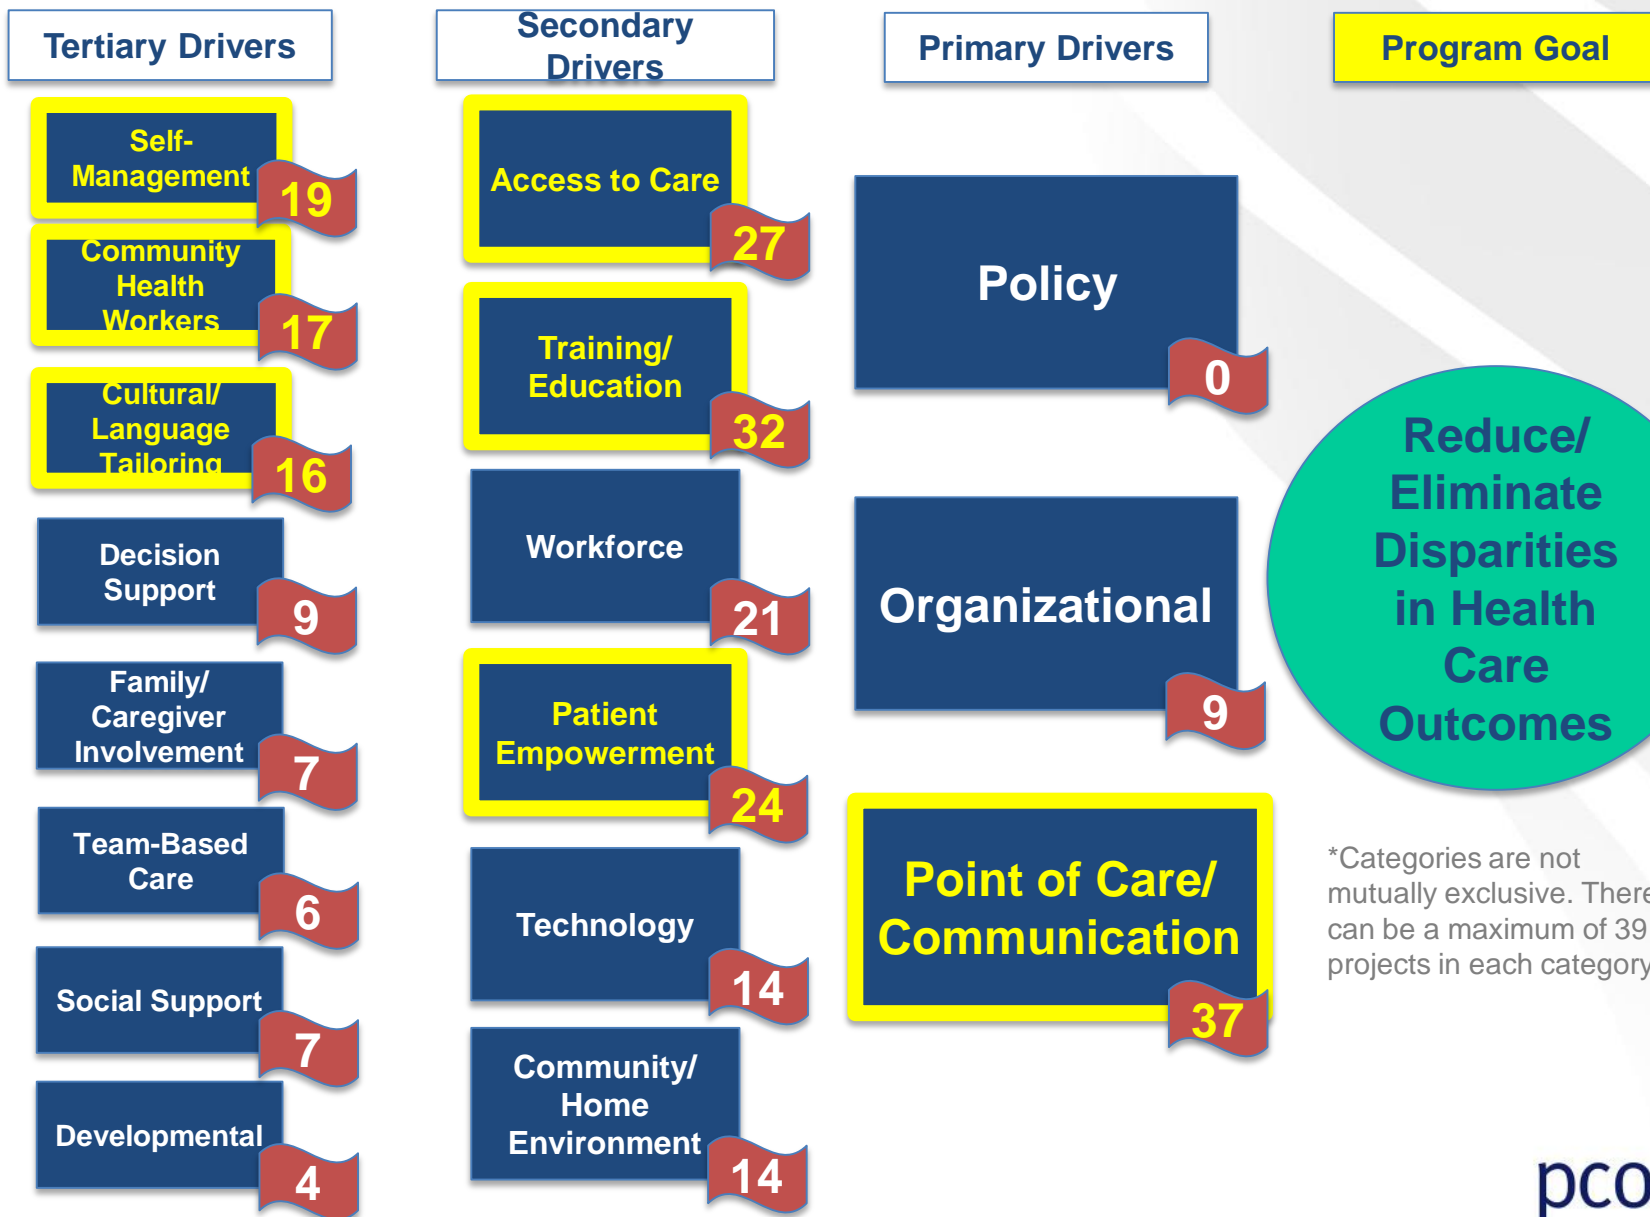 Tertiary Drivers
Self-
Management
19
Community
Health
Workers
17
Cultural/
Language
Tailoring
16
Decision
Support
9
Family/
Caregiver
Involvement
7
Team-Based
Care
6
Social Support
7
Developmental
4
Secondary
Drivers
Access to Care
27
Training/
Education
32
Workforce
21
Patient
Empowerment
24
Technology
14
Community/
Home
Environment
14
Primary Drivers
Policy
0
Organizational
9
Point of Care/
Communication
37
Program Goal
Reduce/
Eliminate
Disparities
in Health
Care
Outcomes
*Categories are not
mutually exclusive. There
can be a maximum of 39
projects in each category
pco